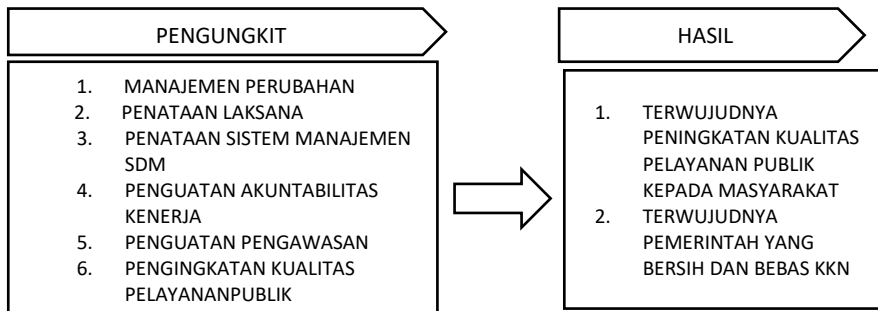 PENGUNGKIT
1. MANAJEMEN PERUBAHAN
2. PENATAAN LAKSANA
3. PENATAAN SISTEM MANAJEMEN
SDM
4. PENGUATAN AKUNTABILITAS
KENERJA
5. PENGUATAN PENGAWASAN
6. PENGINGKATAN KUALITAS
PELAYANANPUBLIK
HASIL
1. TERWUJUDNYA
PENINGKATAN KUALITAS
PELAYANAN PUBLIK
KEPADA MASYARAKAT
2. TERWUJUDNYA
PEMERINTAH YANG
BERSIH DAN BEBAS KKN